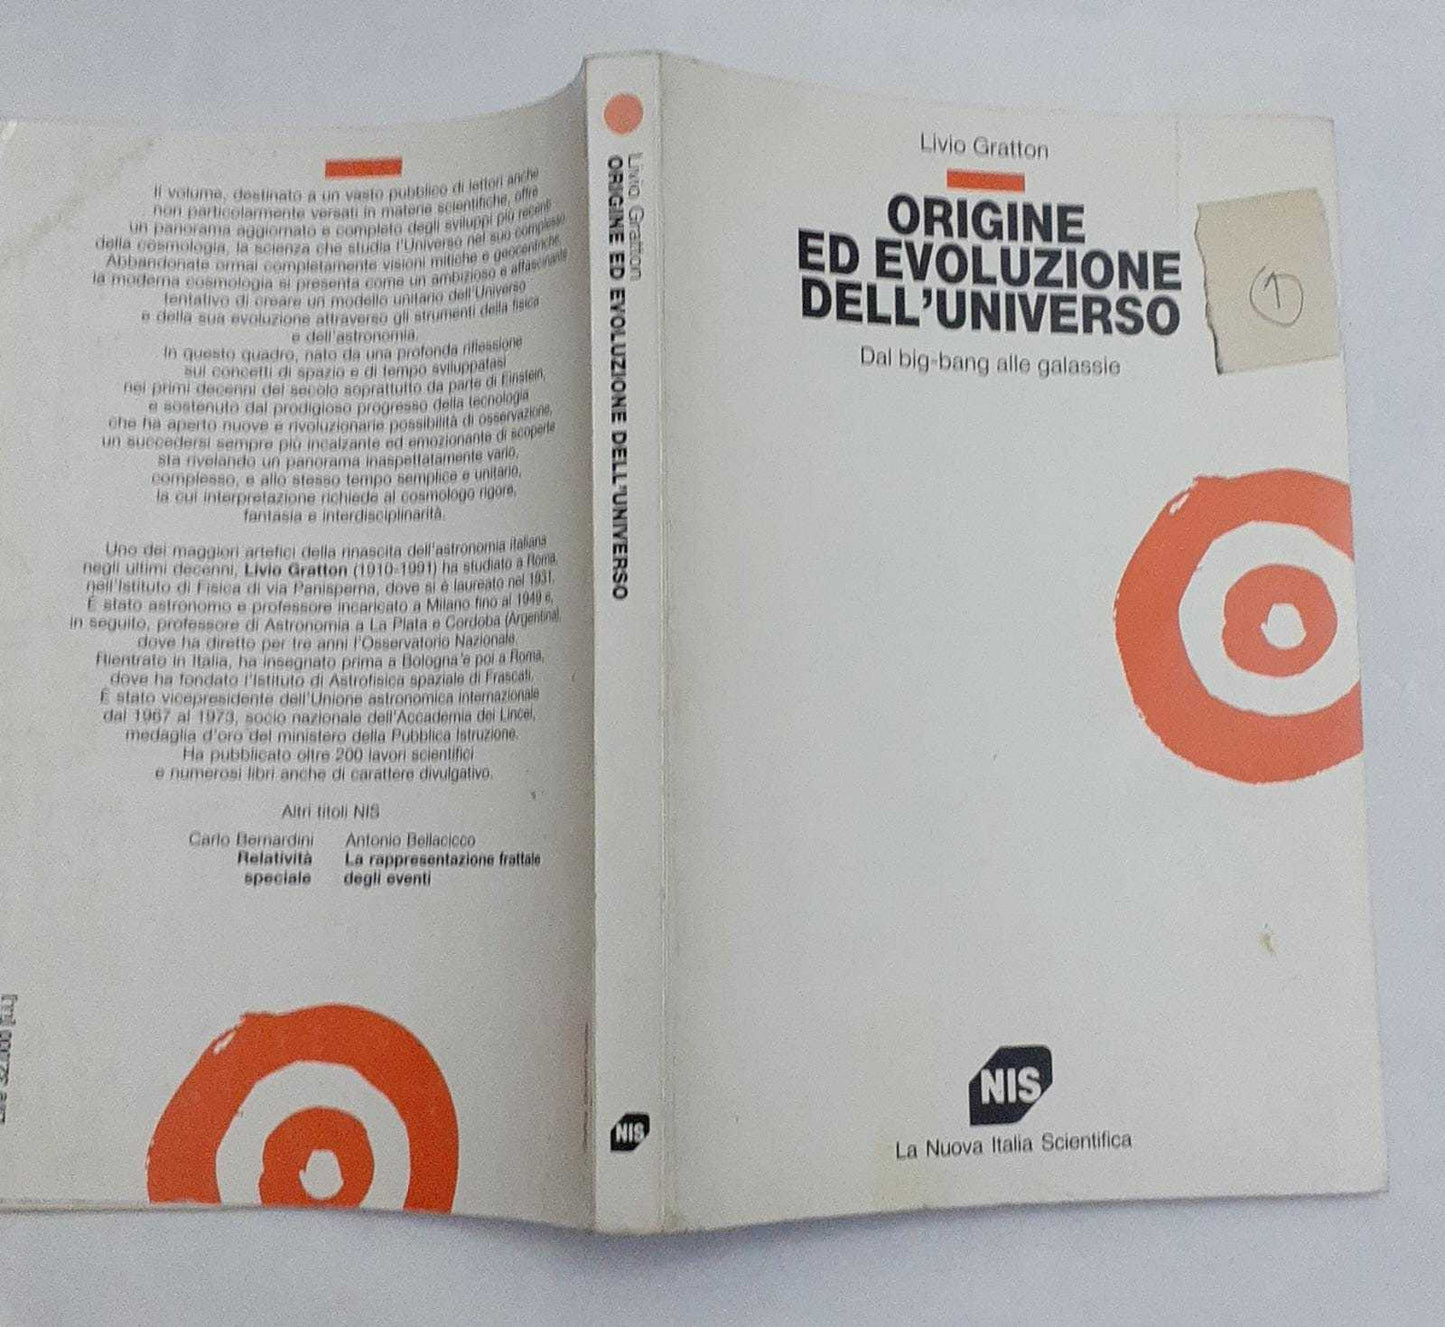 Il volume, destinato a un vasto pubblico di lettori anche
non particolarmente versati in materie scientifiche, offre
un panorama aggiornato e completo degli sviluppi più recenti
della cosmologia, la scienza che studia l'Universo nel suo complesso.
Abbandonate ormai completamente visioni mitiche e geocentriche,
la moderna cosmologia si presenta come un ambizioso e affascinante
tentativo di creare un modello unitario dell'Universo
e della sua evoluzione attraverso gli strumenti della fisica
e dell'astronomia.
In questo quadro, nato da una profonda riflessione
sui concetti di spazio e di tempo sviluppatasi
nei primi decenni del secolo soprattutto da parte di Einstein,
e sostenuto dal prodigioso progresso della tecnologia
che ha aperto nuove e rivoluzionarie possibilità di osservazione,
un succedersi sempre più incalzante ed emozionante di scoperte
sta rivelando un panorama inaspettatamente vario,
complesso, e allo stesso tempo semplice e unitario,
la cui interpretazione richiede al cosmologo rigore,
fantasia e interdisciplinarità.
Uno dei maggiori artefici della rinascita dell'astronomia italiana
negli ultimi decenni, Livio Gratton (1910-1991) ha studiato a Roma,
nell'Istituto di Fisica di via Panisperna, dove si è laureato nel 1931.
È stato astronomo e professore incaricato a Milano fino al 1949 e,
in seguito, professore di Astronomia a La Plata e Cordoba (Argentina),
dove ha diretto per tre anni l'Osservatorio Nazionale.
Rientrato in Italia, ha insegnato prima a Bologna e poi a Roma,
dove ha fondato l'Istituto di Astrofisica spaziale di Frascati.
È stato vicepresidente dell'Unione astronomica internazionale
dal 1967 al 1973, socio nazionale dell'Accademia dei Lincei,
medaglia d'oro del ministero della Pubblica Istruzione.
Ha pubblicato oltre 200 lavori scientifici
e numerosi libri anche di carattere divulgativo.
Altri titoli NIS
Carlo Bernardini
Relatività
speciale
Antonio Bellacicco
La rappresentazione frattale
degli eventi
Livio Gratton
ORIGINE ED EVOLUZIONE DELL'UNIVERSO
NIS
Livio Gratton
ORIGINE
ED EVOLUZIONE
DELL'UNIVERSO
Dal big-bang alle galassie
1
NIS
La Nuova Italia Scientifica